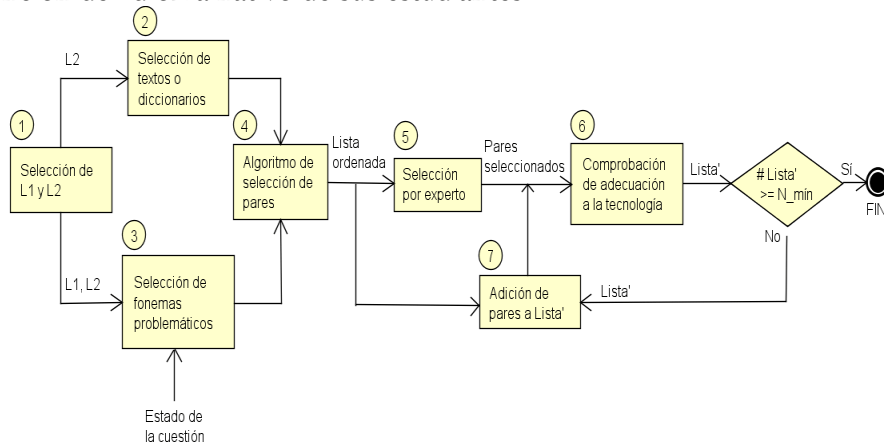 2
L2
Selección de
textos o
diccionarios
1
Selección de
L1 y L2
4
Algoritmo de
selección de
pares
Lista
ordenada
5
Selección
por experto
Pares
seleccionados
6
Comprobación
de adecuación
a la tecnología
Lista'
# Lista'
>= N_mín
Sí
FIN
No
3
L1, L2
Selección de
fonemas
problemáticos
7
Adición de
pares a Lista'
Lista'
Estado de
la cuestión